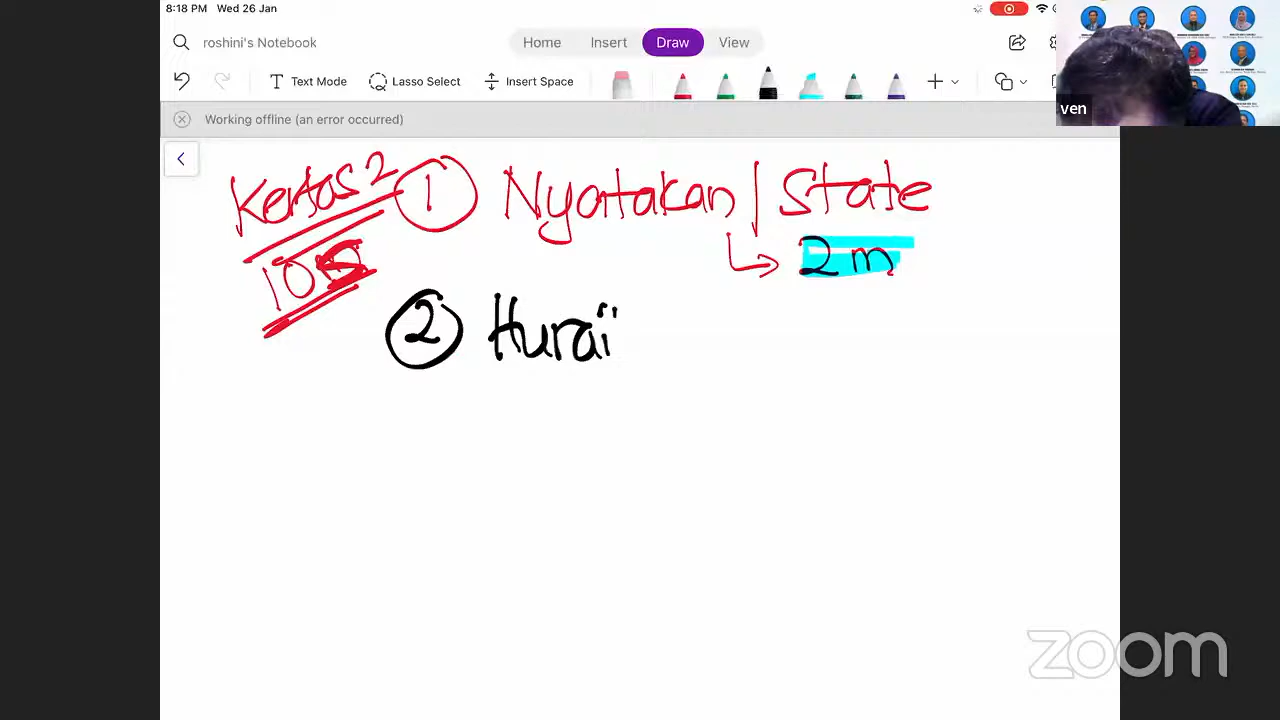 8:18 PM Wed 26 Jan
roshini's Notebook Home Insert Draw View
Text Mode Lasso Select Insert Space
ven
Working offline (an error occurred)
Kertas 2 1 Nyatakan | State
↳ 2 m
10
2 Hurai
zoom